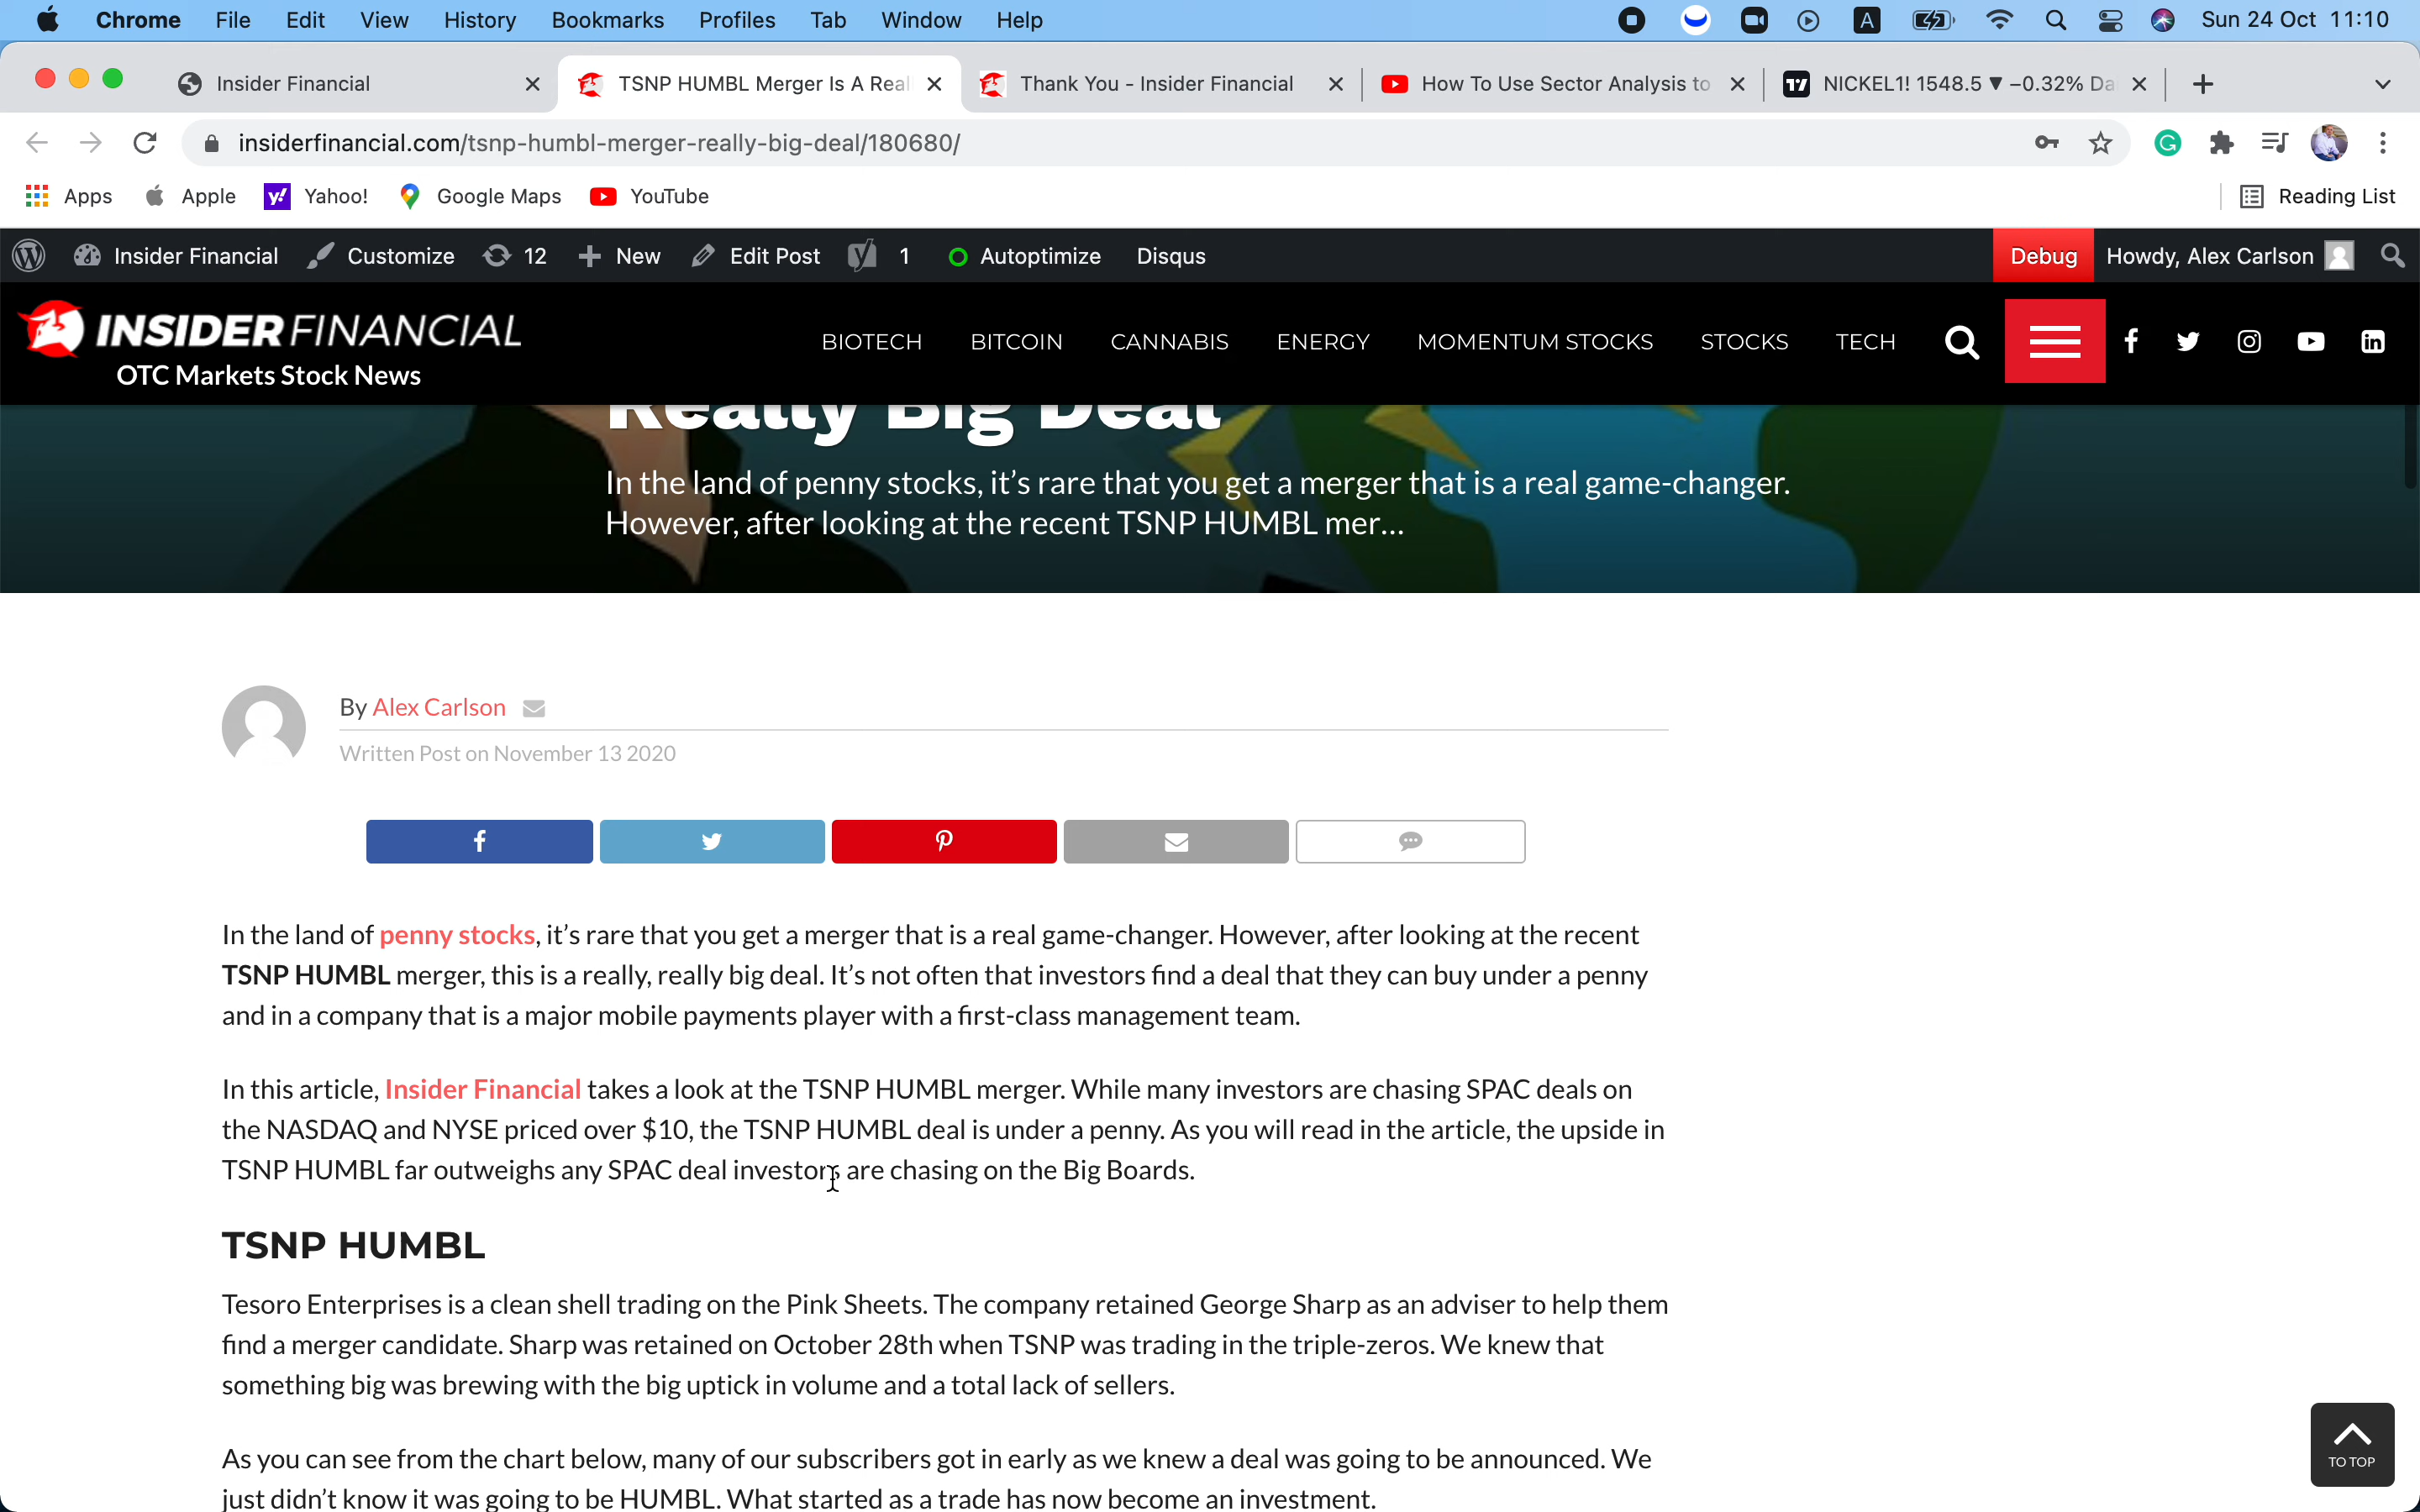 Chrome File Edit View History Bookmarks Profiles Tab Window Help A Sun 24 Oct 11:10
Insider Financial TSNP HUMBL Merger Is A Real Thank You - Insider Financial How To Use Sector Analysis to NICKEL1! 1548.5 ▼ −0.32% Da
insiderfinancial.com/tsnp-humbl-merger-really-big-deal/180680/
Apps Apple Yahoo! Google Maps YouTube Reading List
Insider Financial Customize 12 New Edit Post 1 Autoptimize Disqus Debug Howdy, Alex Carlson
INSIDER FINANCIAL
OTC Markets Stock News
BIOTECH BITCOIN CANNABIS ENERGY MOMENTUM STOCKS STOCKS TECH
Really Big Deal
In the land of penny stocks, it’s rare that you get a merger that is a real game-changer.
However, after looking at the recent TSNP HUMBL mer...
By Alex Carlson
Written Post on November 13 2020
In the land of penny stocks, it’s rare that you get a merger that is a real game-changer. However, after looking at the recent
TSNP HUMBL merger, this is a really, really big deal. It’s not often that investors find a deal that they can buy under a penny
and in a company that is a major mobile payments player with a first-class management team.
In this article, Insider Financial takes a look at the TSNP HUMBL merger. While many investors are chasing SPAC deals on
the NASDAQ and NYSE priced over $10, the TSNP HUMBL deal is under a penny. As you will read in the article, the upside in
TSNP HUMBL far outweighs any SPAC deal investors are chasing on the Big Boards.
TSNP HUMBL
Tesoro Enterprises is a clean shell trading on the Pink Sheets. The company retained George Sharp as an adviser to help them
find a merger candidate. Sharp was retained on October 28th when TSNP was trading in the triple-zeros. We knew that
something big was brewing with the big uptick in volume and a total lack of sellers.
As you can see from the chart below, many of our subscribers got in early as we knew a deal was going to be announced. We
just didn’t know it was going to be HUMBL. What started as a trade has now become an investment.
TO TOP